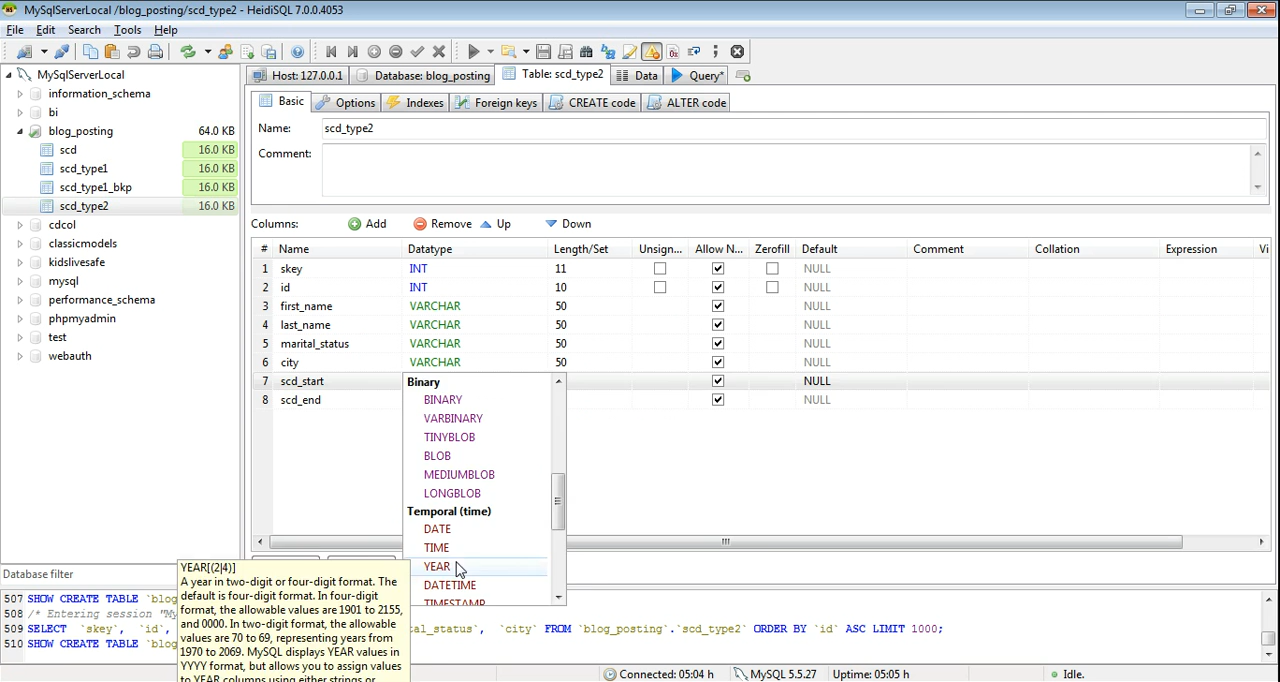 MySqlServerLocal /blog_posting/scd_type2 - HeidiSQL 7.0.0.4053
File Edit Search Tools Help
MySqlServerLocal
information_schema
bi
blog_posting 64.0 KB
scd 16.0 KB
scd_type1 16.0 KB
scd_type1_bkp 16.0 KB
scd_type2 16.0 KB
cdcol
classicmodels
kidslivesafe
mysql
performance_schema
phpmyadmin
test
webauth
Database filter
Host: 127.0.0.1 Database: blog_posting Table: scd_type2 Data Query*
Basic Options Indexes Foreign keys CREATE code ALTER code
Name: scd_type2
Comment:
Columns: Add Remove Up Down
# Name Datatype Length/Set Unsign... Allow N... Zerofill Default Comment Collation Expression Vi
1 skey INT 11 NULL
2 id INT 10 NULL
3 first_name VARCHAR 50 NULL
4 last_name VARCHAR 50 NULL
5 marital_status VARCHAR 50 NULL
6 city VARCHAR 50 NULL
7 scd_start NULL
8 scd_end NULL
Binary
BINARY
VARBINARY
TINYBLOB
BLOB
MEDIUMBLOB
LONGBLOB
Temporal (time)
DATE
TIME
YEAR
DATETIME
TIMESTAMP
YEAR[(2|4)]
A year in two-digit or four-digit format. The
default is four-digit format. In four-digit
format, the allowable values are 1901 to 2155,
and 0000. In two-digit format, the allowable
values are 70 to 69, representing years from
1970 to 2069. MySQL displays YEAR values in
YYYY format, but allows you to assign values
to YEAR columns using either strings or
507 SHOW CREATE TABLE `blog
508 /* Entering session "My
509 SELECT `skey`, `id`, tal_status`, `city` FROM `blog_posting`.`scd_type2` ORDER BY `id` ASC LIMIT 1000;
510 SHOW CREATE TABLE `blog
Connected: 05:04 h MySQL 5.5.27 Uptime: 05:05 h Idle.